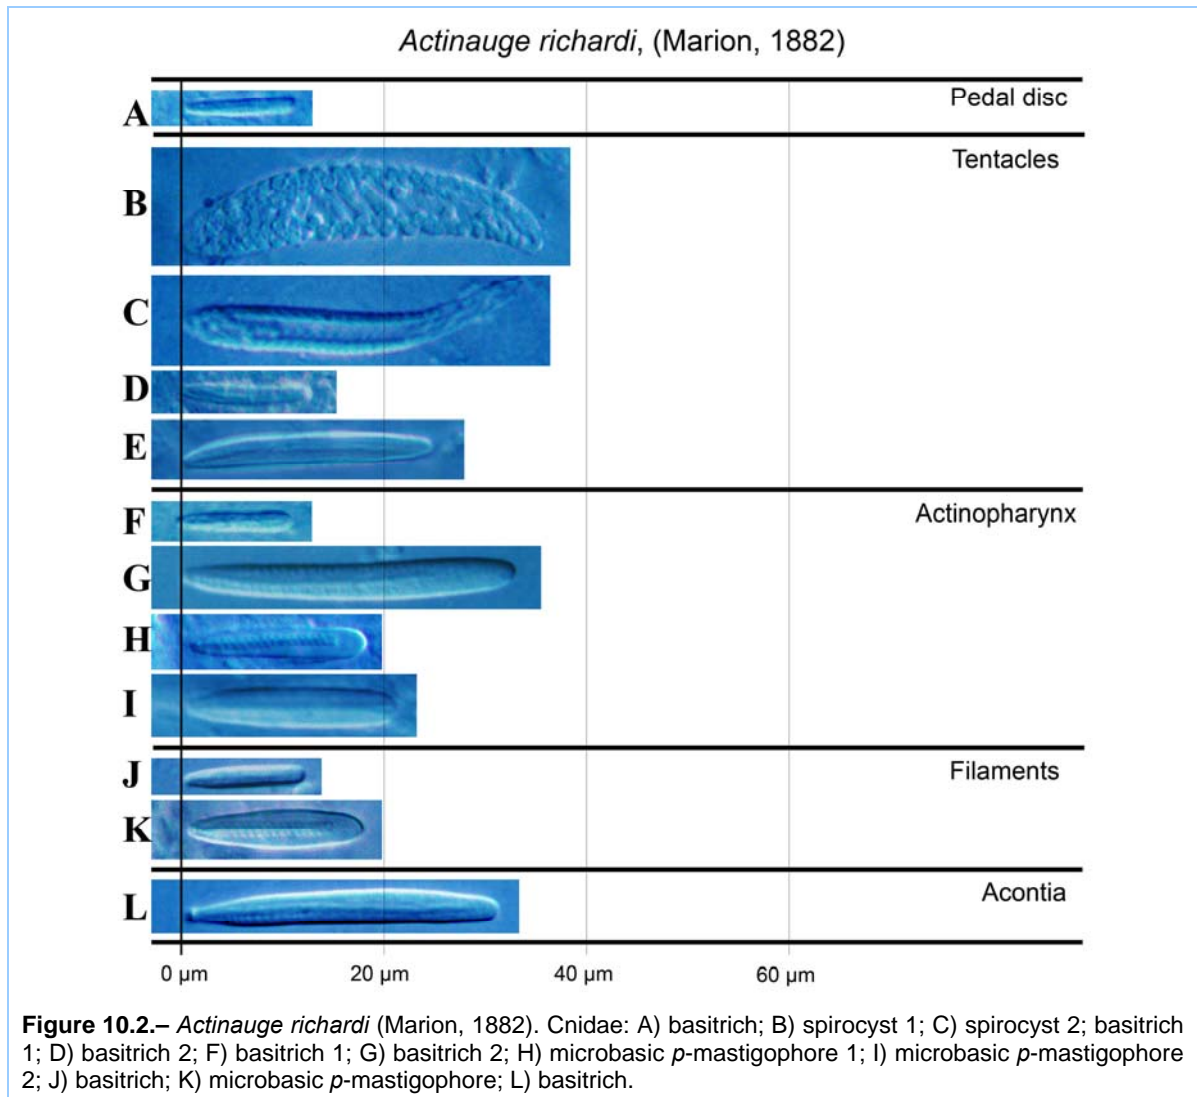 Actinauge richardi, (Marion, 1882)
A
Pedal disc
Tentacles
B
C
D
E
Actinopharynx
F
G
H
I
Filaments
J
K
Acontia
L
0 µm 20 µm 40 µm 60 µm
Figure 10.2.– Actinauge richardi (Marion, 1882). Cnidae: A) basitrich; B) spirocyst 1; C) spirocyst 2; basitrich
1; D) basitrich 2; F) basitrich 1; G) basitrich 2; H) microbasic p-mastigophore 1; I) microbasic p-mastigophore
2; J) basitrich; K) microbasic p-mastigophore; L) basitrich.